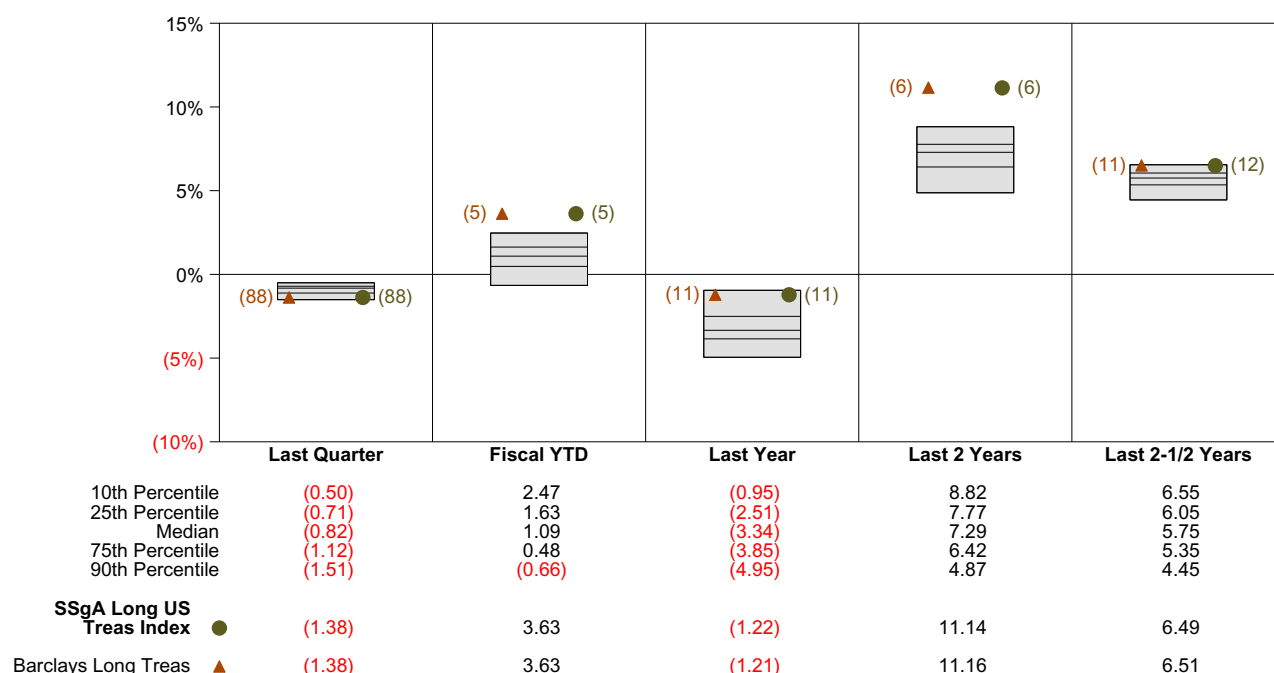 15%
10%
(6) (6)
5%
(11) (12)
(5) (5)
0%
(88) (88)
(11) (11)
(5%)
(10%)
Last Quarter Fiscal YTD Last Year Last 2 Years Last 2-1/2 Years
10th Percentile (0.50) 2.47 (0.95) 8.82 6.55
25th Percentile (0.71) 1.63 (2.51) 7.77 6.05
Median (0.82) 1.09 (3.34) 7.29 5.75
75th Percentile (1.12) 0.48 (3.85) 6.42 5.35
90th Percentile (1.51) (0.66) (4.95) 4.87 4.45
SSgA Long US
Treas Index (1.38) 3.63 (1.22) 11.14 6.49
Barclays Long Treas (1.38) 3.63 (1.21) 11.16 6.51